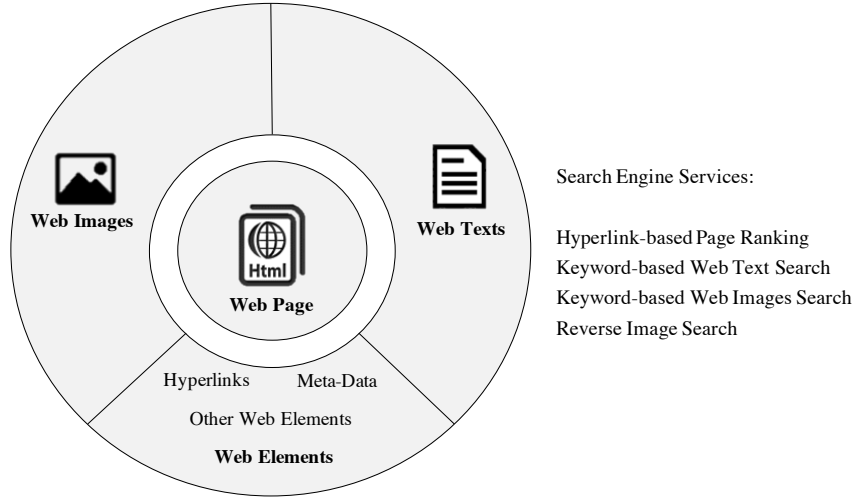 Web Images
Web Texts
Html
Web Page
Hyperlinks
Meta-Data
Other Web Elements
Web Elements
Search Engine Services:
Hyperlink-based Page Ranking
Keyword-based Web Text Search
Keyword-based Web Images Search
Reverse Image Search